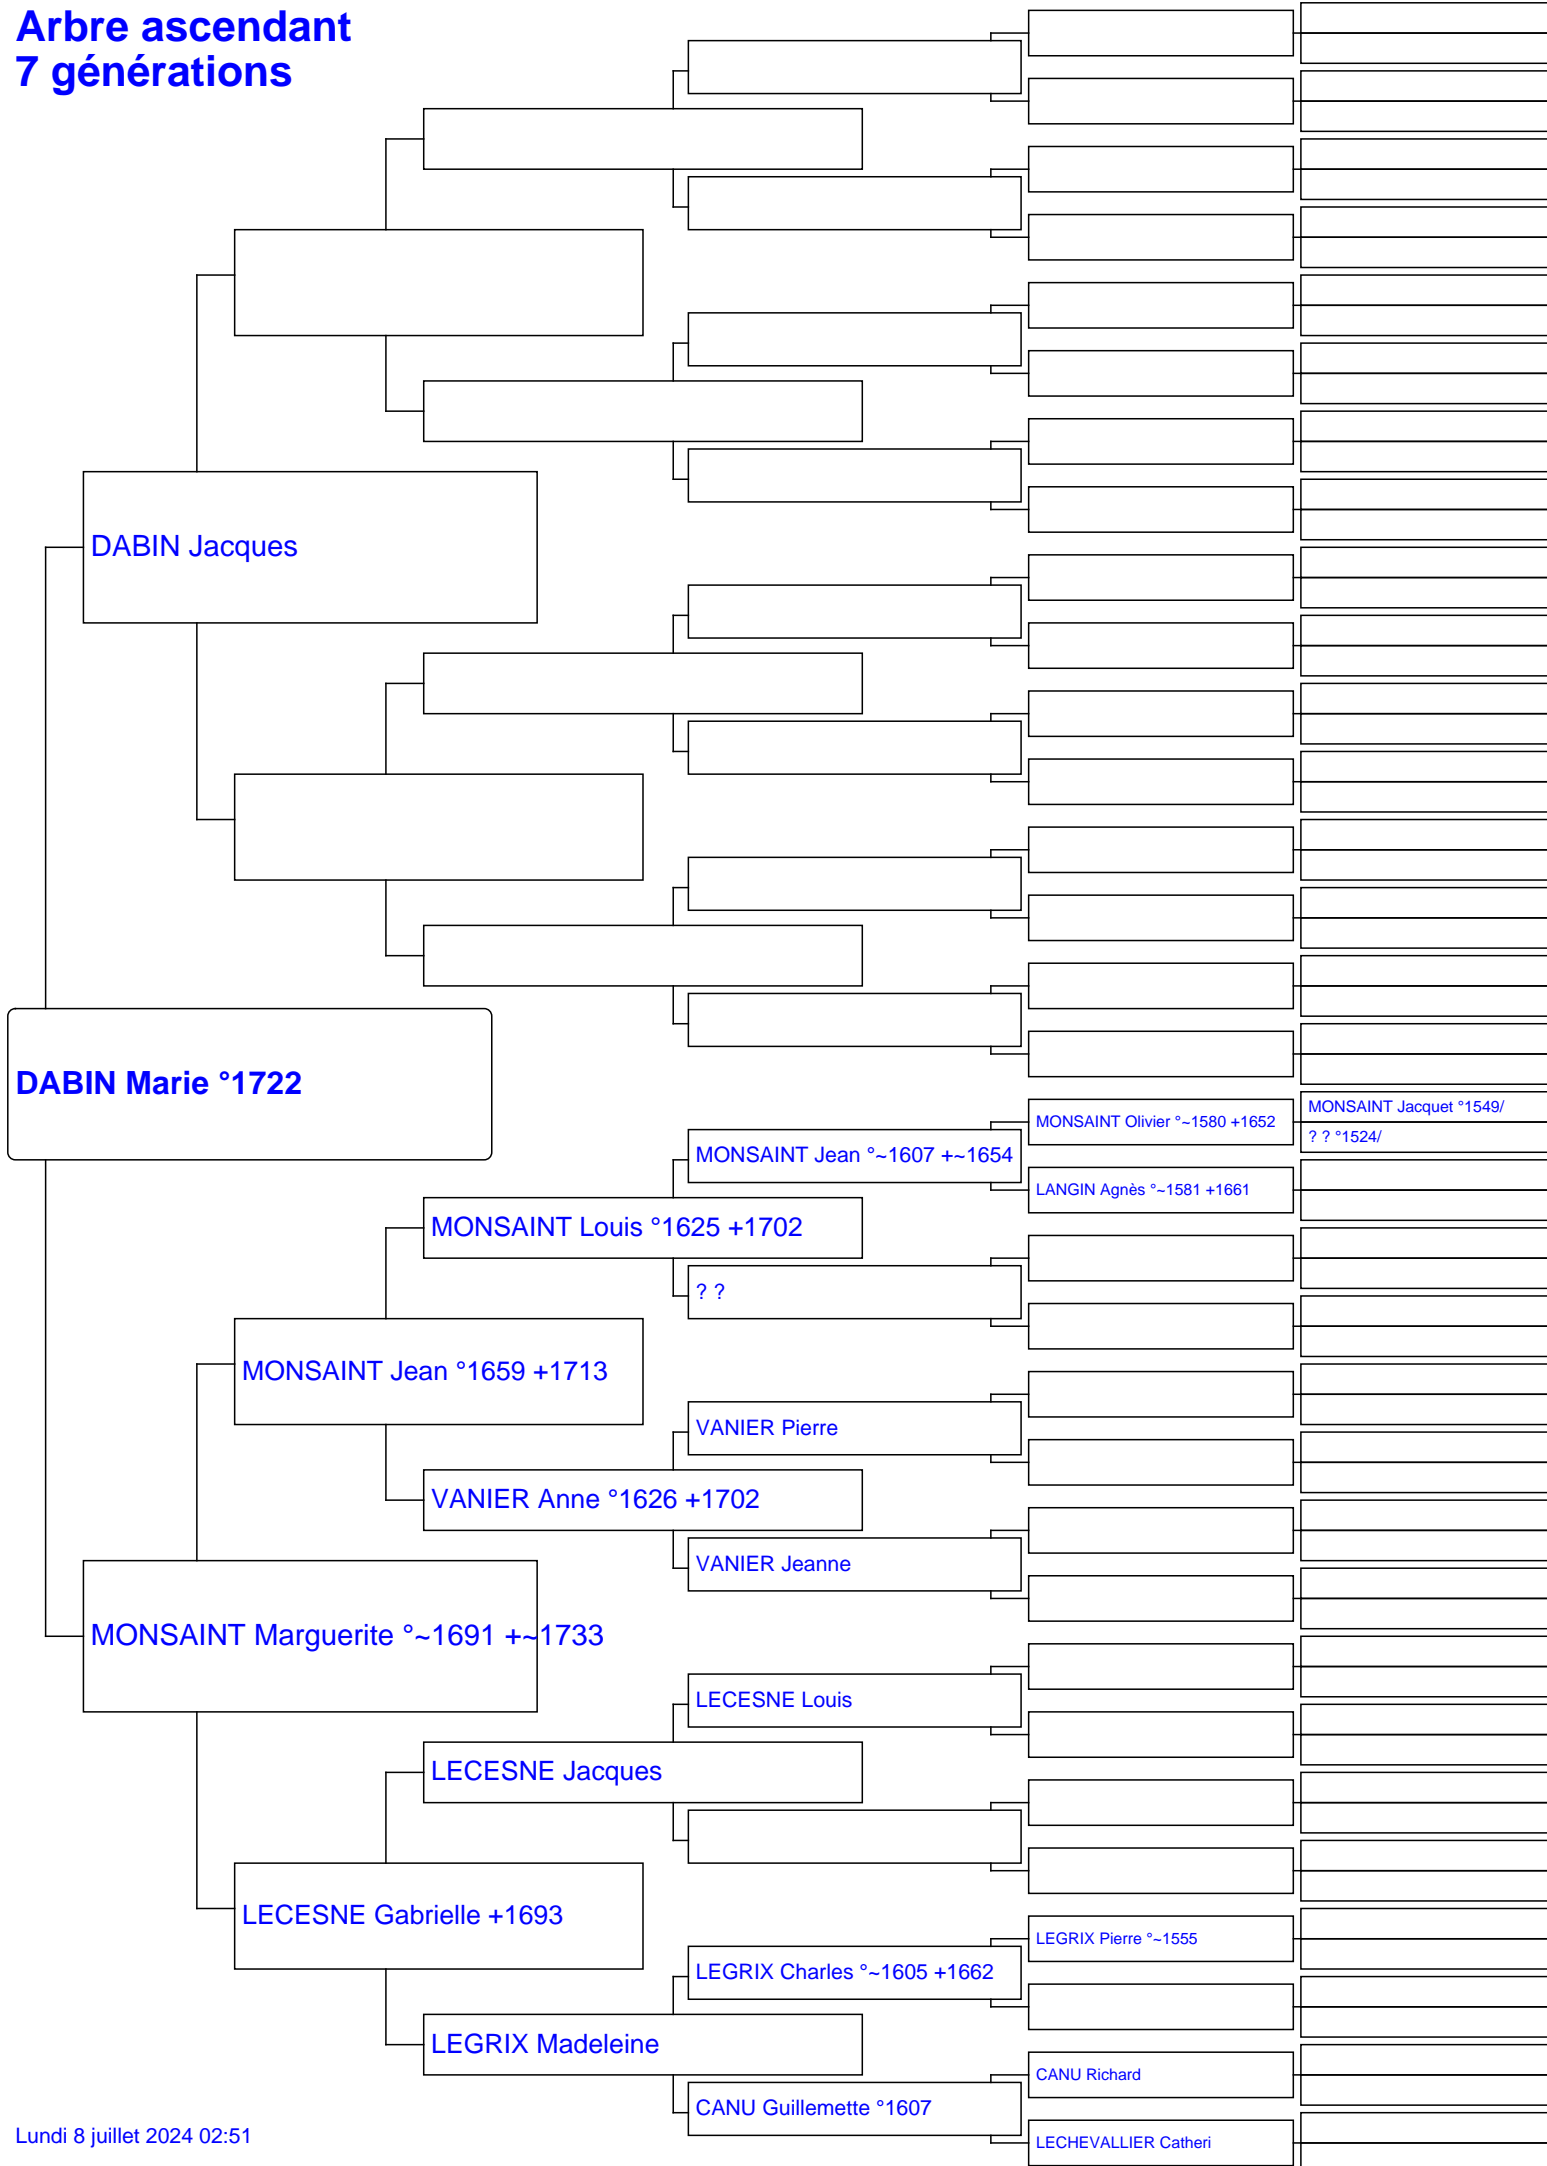 Arbre ascendant
7 générations
DABIN Jacques
DABIN Marie °1722
MONSAINT Olivier °~1580 +1652
MONSAINT Jacquet °1549/
? ? °1524/
MONSAINT Jean °~1607 +~1654
LANGIN Agnès °~1581 +1661
MONSAINT Louis °1625 +1702
? ?
MONSAINT Jean °1659 +1713
VANIER Pierre
VANIER Anne °1626 +1702
VANIER Jeanne
MONSAINT Marguerite °~1691 +~1733
LECESNE Louis
LECESNE Jacques
LECESNE Gabrielle +1693
LEGRIX Pierre °~1555
LEGRIX Charles °~1605 +1662
LEGRIX Madeleine
CANU Richard
CANU Guillemette °1607
LECHEVALLIER Catheri
Lundi 8 juillet 2024 02:51